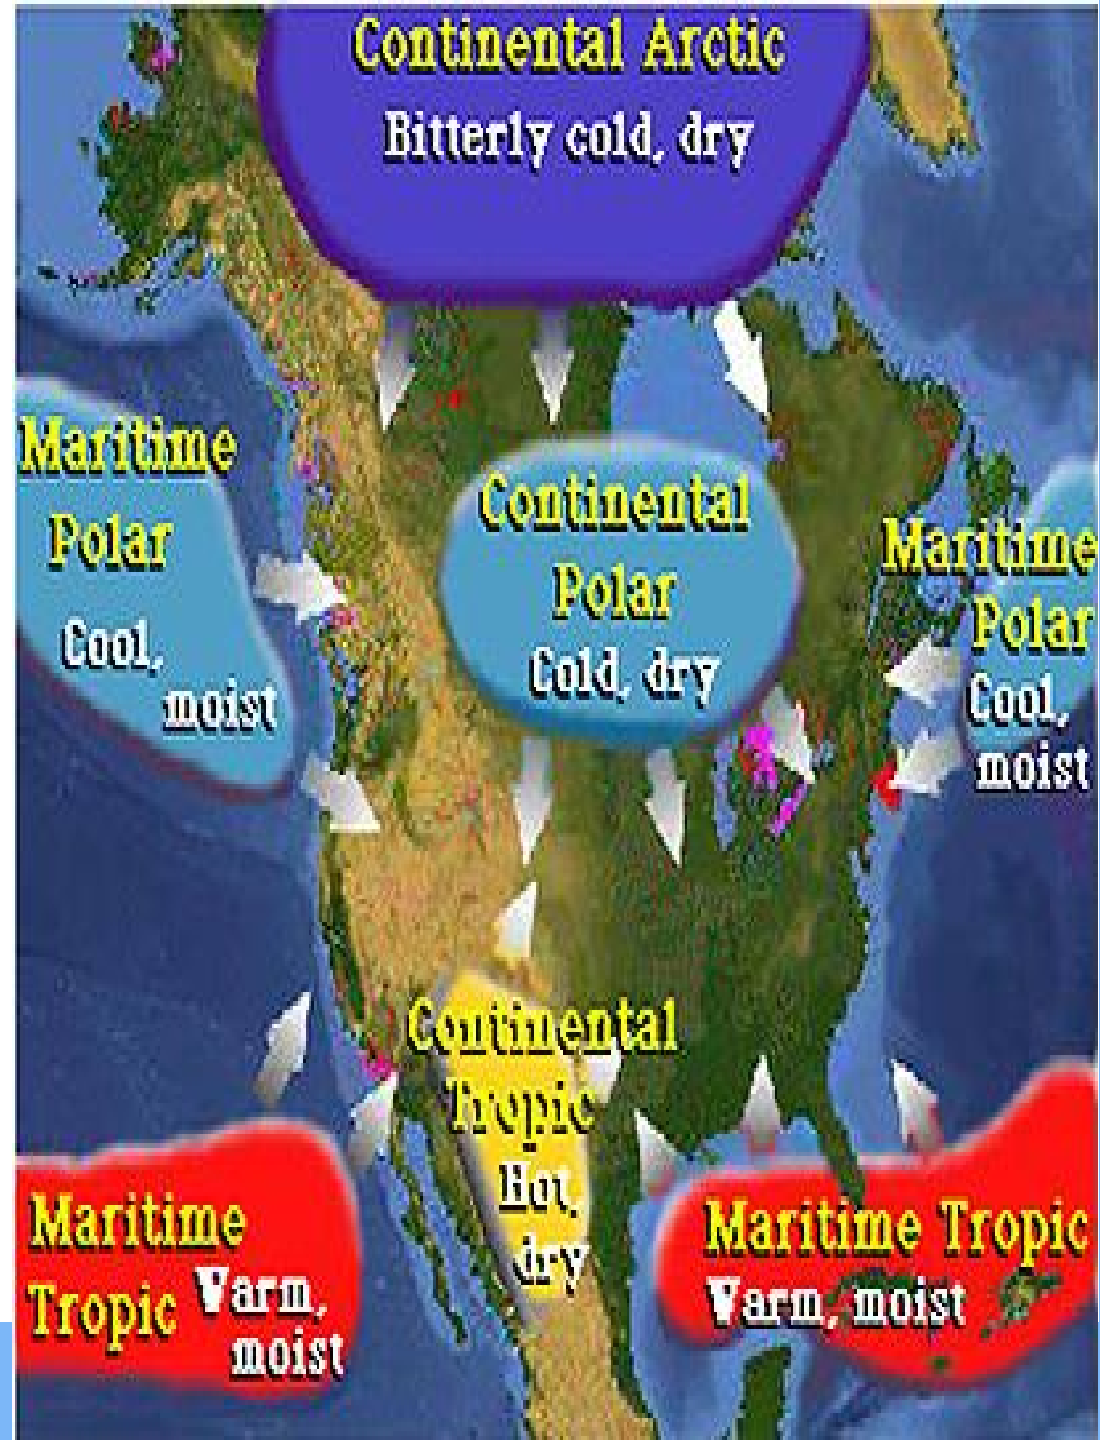 Continental Arctic
Bitterly cold, dry
Maritime
Polar
Cool,
moist
Continental
Polar
Cold, dry
Maritime
Polar
Cool,
moist
Continental
Tropic
Hot,
dry
Maritime
Tropic Warm,
moist
Maritime Tropic
Warm, moist